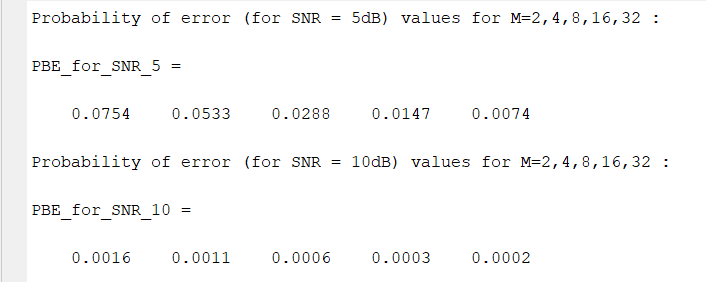 Probability of error (for SNR = 5dB) values for M=2,4,8,16,32 :
PBE_for_SNR_5 =
0.0754 0.0533 0.0288 0.0147 0.0074
Probability of error (for SNR = 10dB) values for M=2,4,8,16,32 :
PBE_for_SNR_10 =
0.0016 0.0011 0.0006 0.0003 0.0002